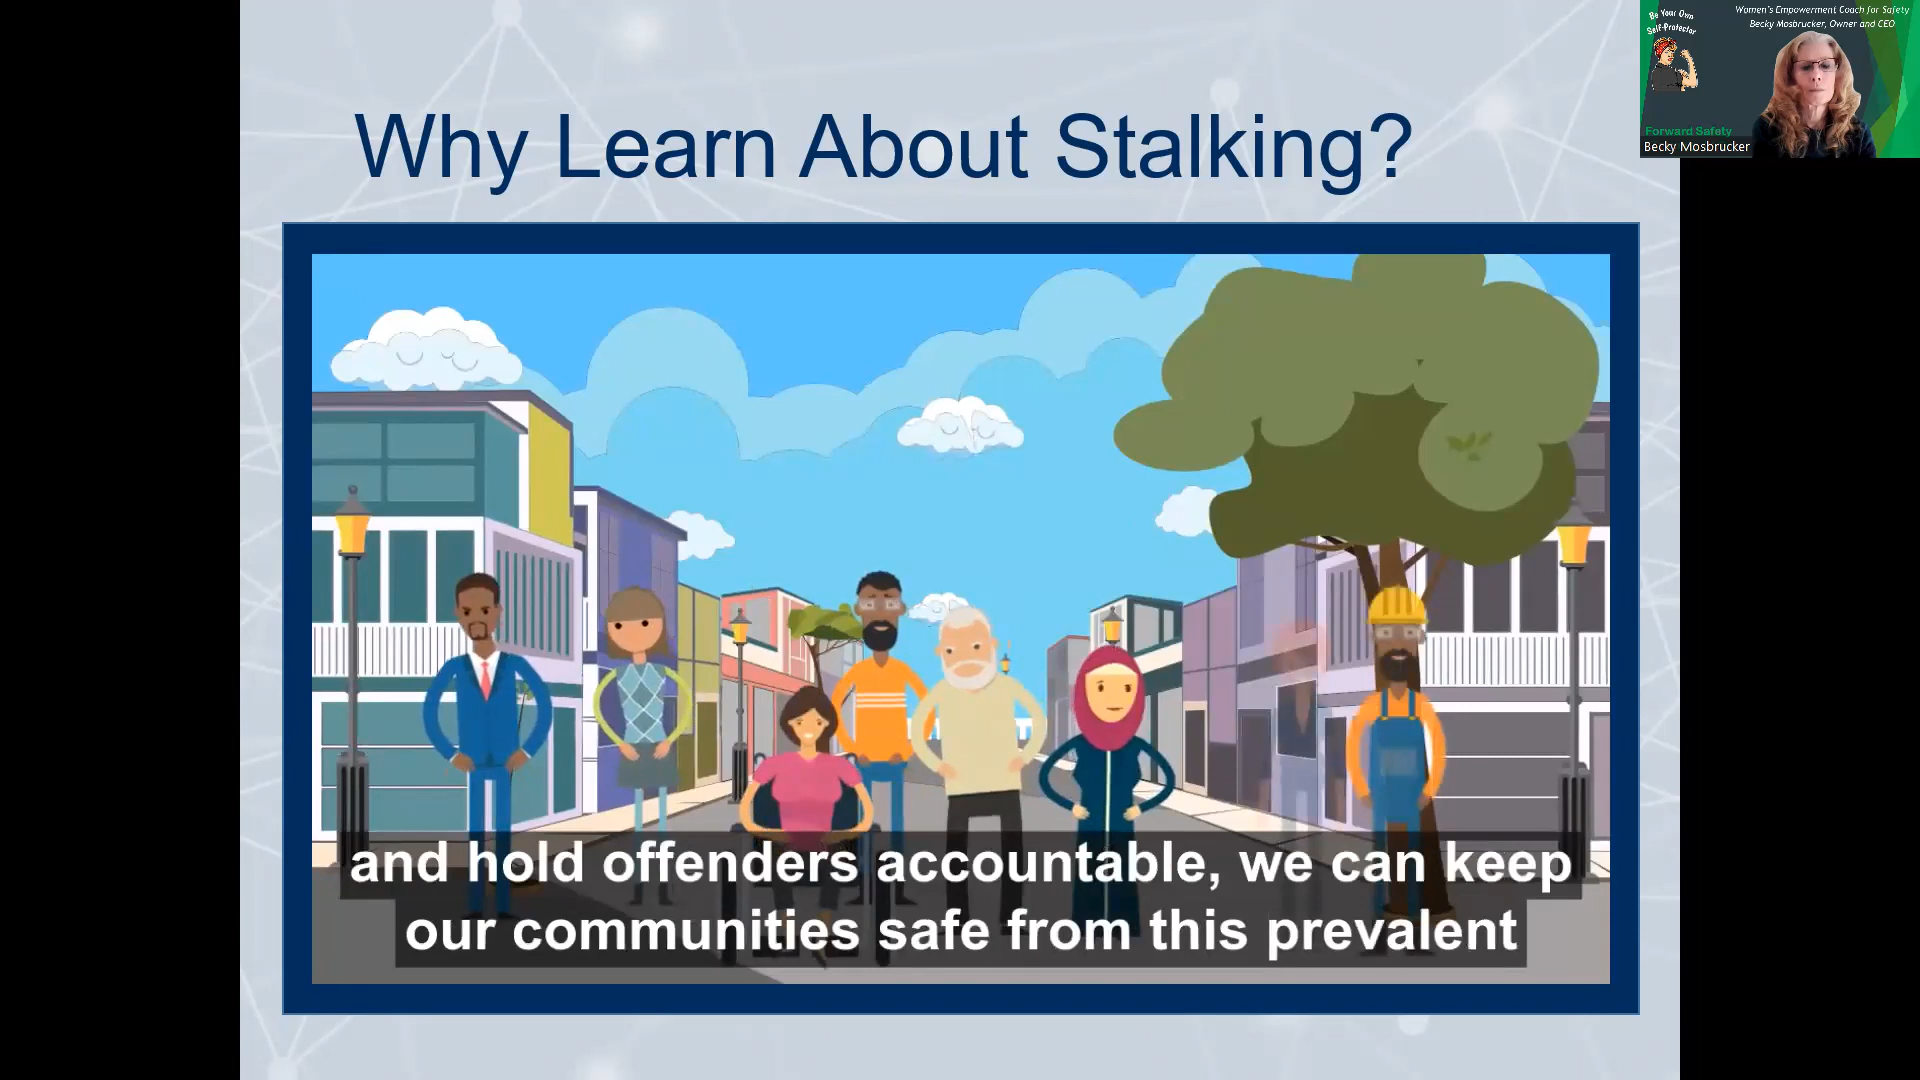 Why Learn About Stalking?
and hold offenders accountable, we can keep
our communities safe from this prevalent
Be Your Own
Self-Protector
Women's Empowerment Coach for Safety
Becky Mosbrucker, Owner and CEO
Forward Safety
Becky Mosbrucker